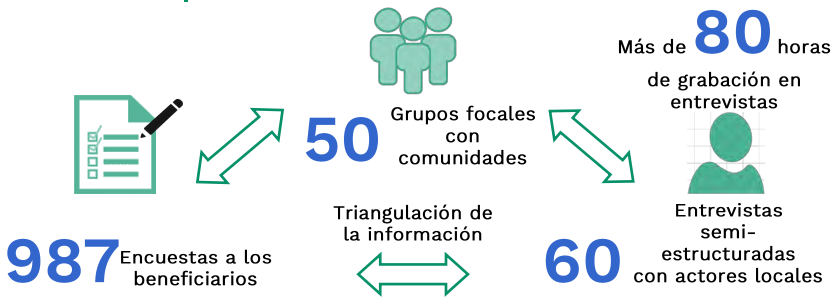 50 Grupos focales
con
comunidades
Más de 80 horas
de grabación en
entrevistas
987 Encuestas a los
beneficiarios
Triangulación de
la información
60 Entrevistas
semi-
estructuradas
con actores locales